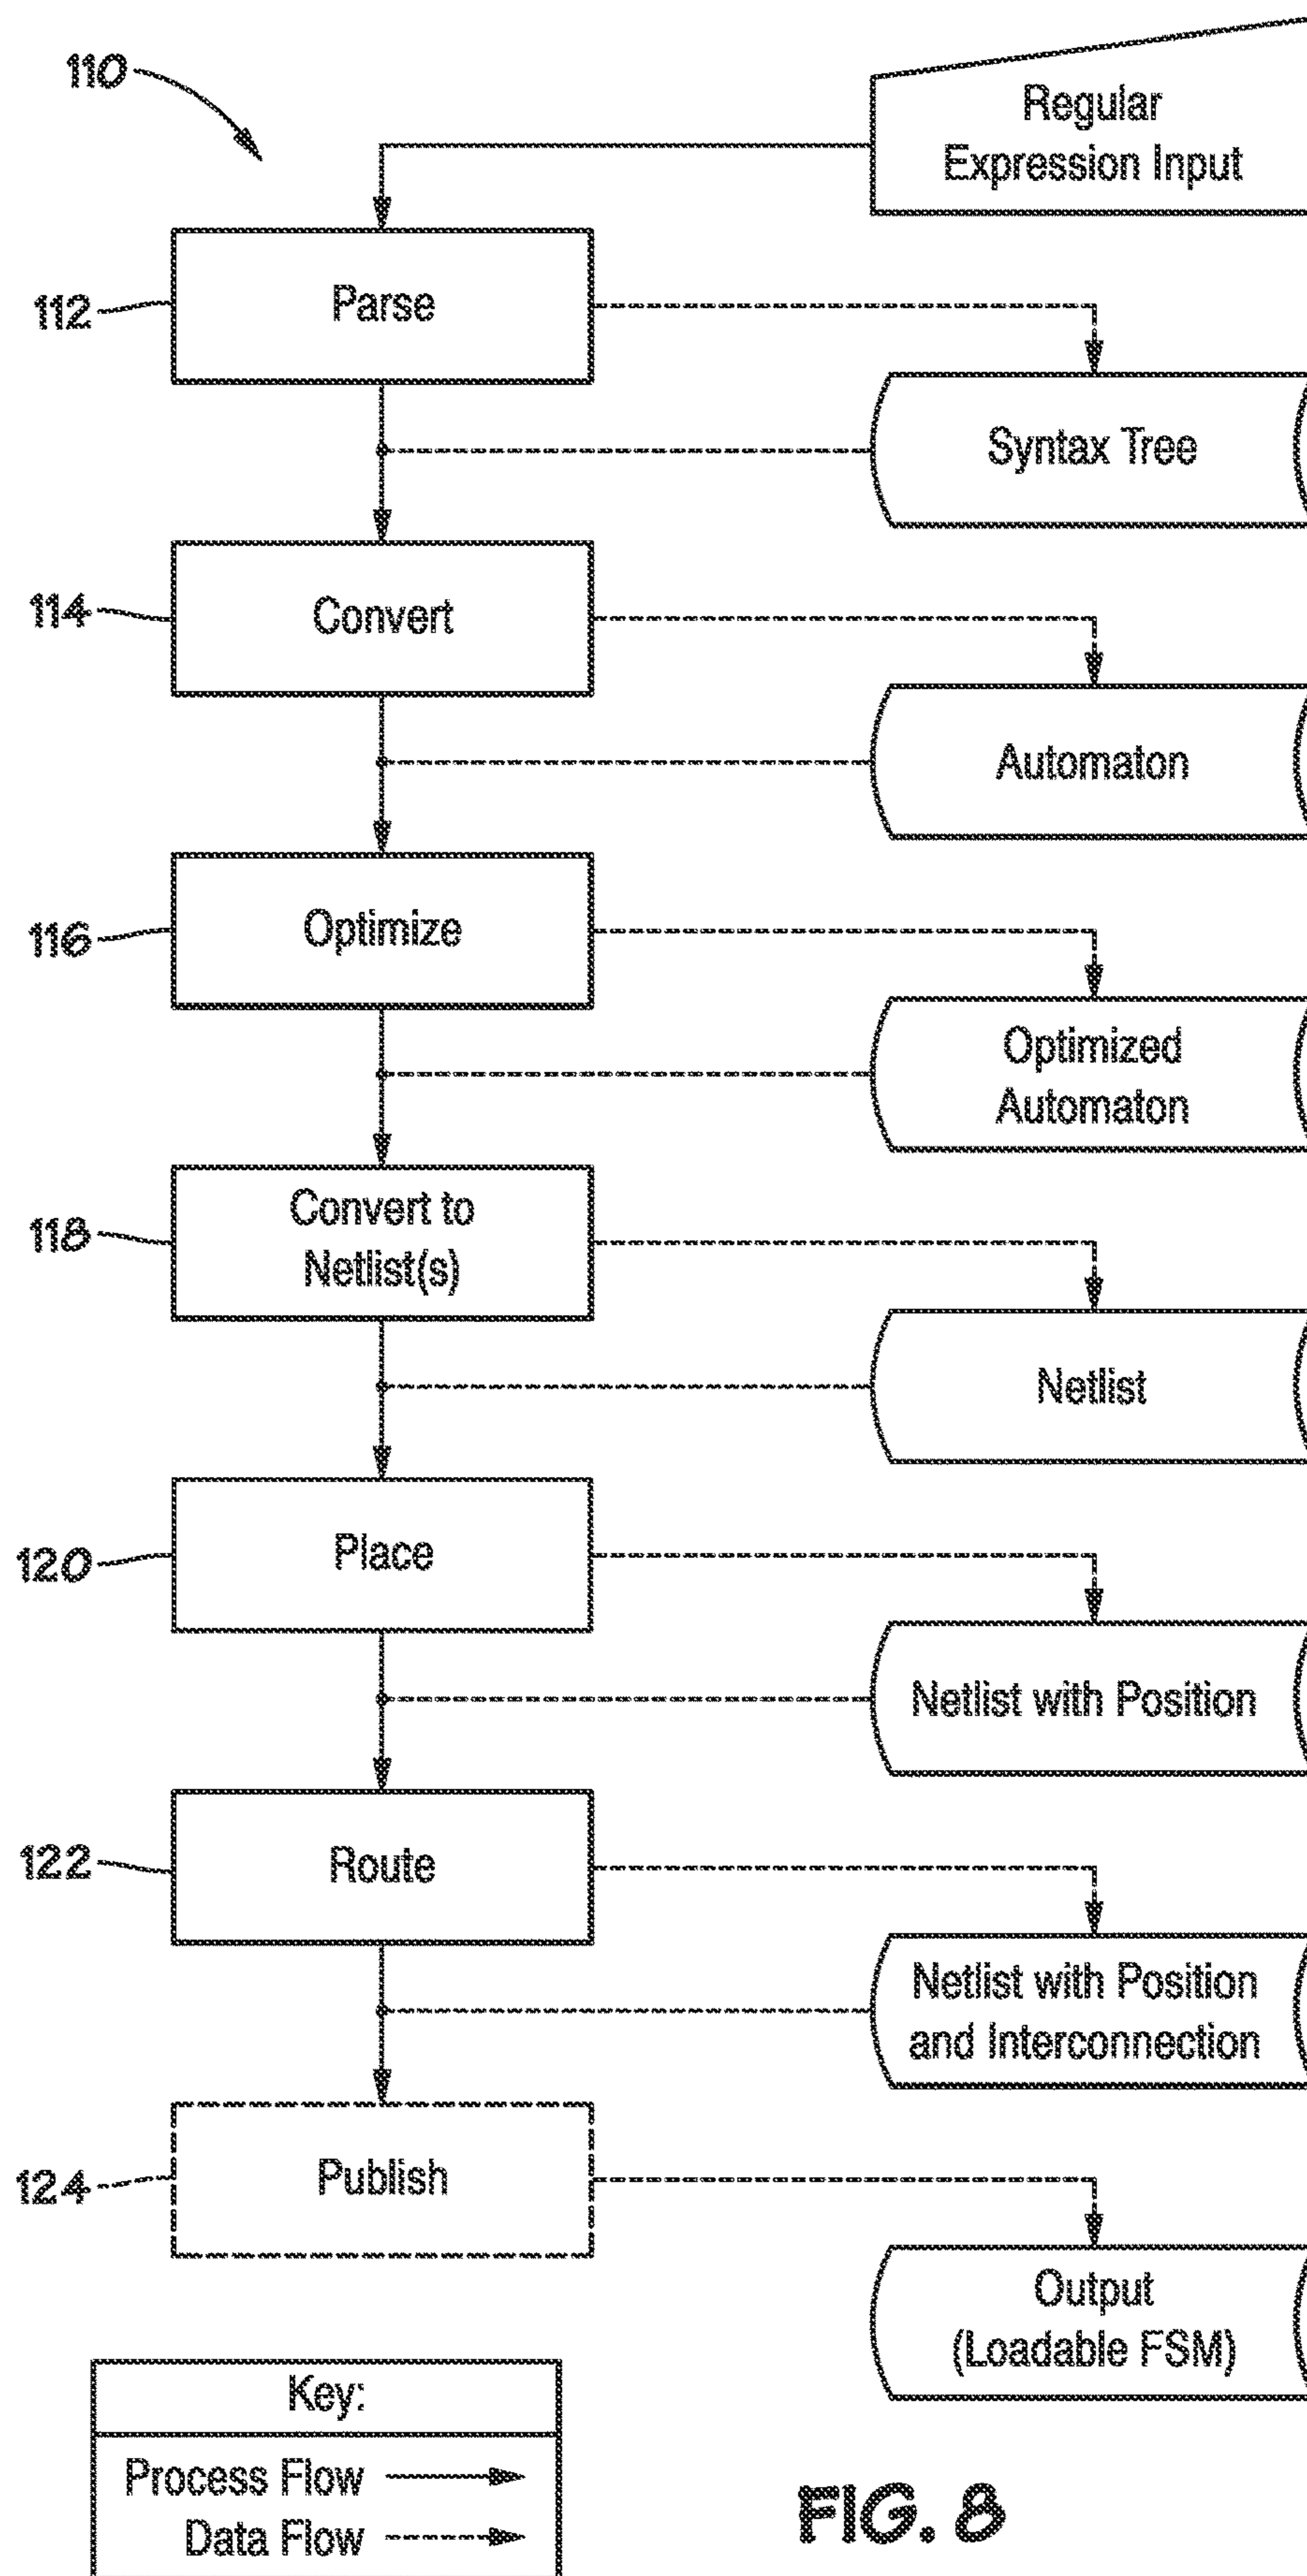 110
Regular
Expression Input
112
Parse
Syntax Tree
114
Convert
Automaton
116
Optimize
Optimized
Automaton
118
Convert to
Netlist(s)
Netlist
120
Place
Netlist with Position
122
Route
Netlist with Position
and Interconnection
124
Publish
Output
(Loadable FSM)
Key:
Process Flow
Data Flow
FIG. 8